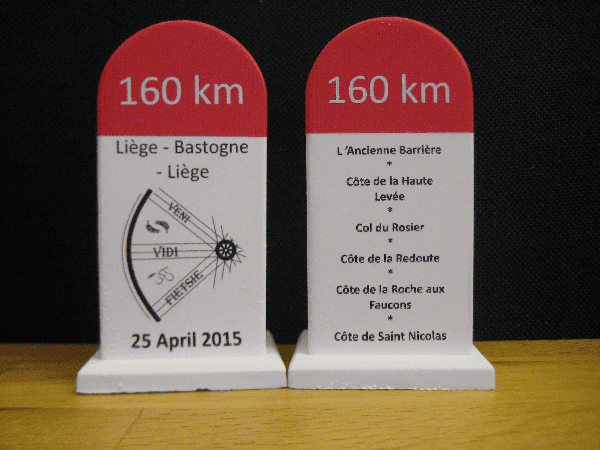 160 km
Liège - Bastogne
- Liège
VENI
VIDI
FIETSIE
25 April 2015
160 km
L'Ancienne Barrière
*
Côte de la Haute
Levée
*
Col du Rosier
*
Côte de la Redoute
*
Côte de la Roche aux
Faucons
*
Côte de Saint Nicolas